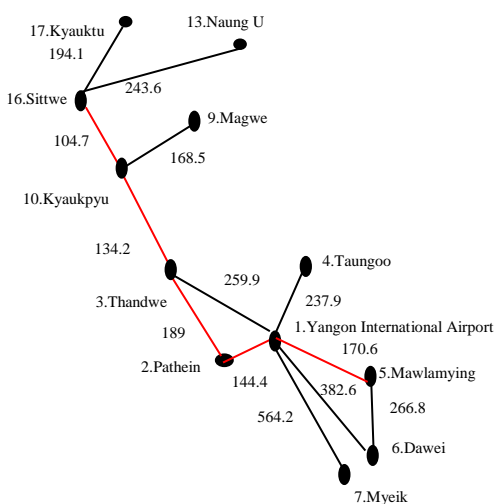 13.Naung U
17.Kyauktu
194.1
243.6
16.Sittwe
9.Magwe
104.7
168.5
10.Kyaukpyu
134.2
259.9
4.Taungoo
237.9
3.Thandwe
189
1.Yangon International Airport
170.6
2.Pathein
144.4
382.6
5.Mawlamying
564.2
266.8
6.Dawei
7.Myeik